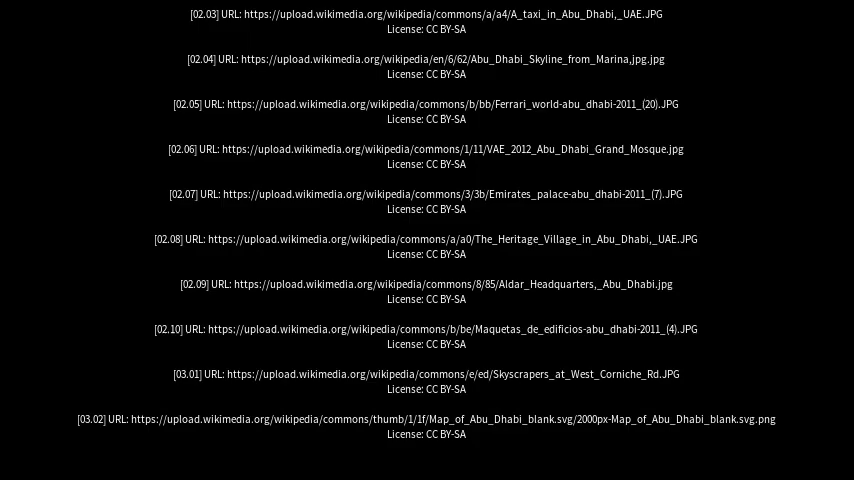 [02.03] URL: https://upload.wikimedia.org/wikipedia/commons/a/a4/A_taxi_in_Abu_Dhabi,_UAE.JPG
License: CC BY-SA
[02.04] URL: https://upload.wikimedia.org/wikipedia/en/6/62/Abu_Dhabi_Skyline_from_Marina,jpg.jpg
License: CC BY-SA
[02.05] URL: https://upload.wikimedia.org/wikipedia/commons/b/bb/Ferrari_world-abu_dhabi-2011_(20).JPG
License: CC BY-SA
[02.06] URL: https://upload.wikimedia.org/wikipedia/commons/1/11/VAE_2012_Abu_Dhabi_Grand_Mosque.jpg
License: CC BY-SA
[02.07] URL: https://upload.wikimedia.org/wikipedia/commons/3/3b/Emirates_palace-abu_dhabi-2011_(7).JPG
License: CC BY-SA
[02.08] URL: https://upload.wikimedia.org/wikipedia/commons/a/a0/The_Heritage_Village_in_Abu_Dhabi,_UAE.JPG
License: CC BY-SA
[02.09] URL: https://upload.wikimedia.org/wikipedia/commons/8/85/Aldar_Headquarters,_Abu_Dhabi.jpg
License: CC BY-SA
[02.10] URL: https://upload.wikimedia.org/wikipedia/commons/b/be/Maquetas_de_edificios-abu_dhabi-2011_(4).JPG
License: CC BY-SA
[03.01] URL: https://upload.wikimedia.org/wikipedia/commons/e/ed/Skyscrapers_at_West_Corniche_Rd.JPG
License: CC BY-SA
[03.02] URL: https://upload.wikimedia.org/wikipedia/commons/thumb/1/1f/Map_of_Abu_Dhabi_blank.svg/2000px-Map_of_Abu_Dhabi_blank.svg.png
License: CC BY-SA